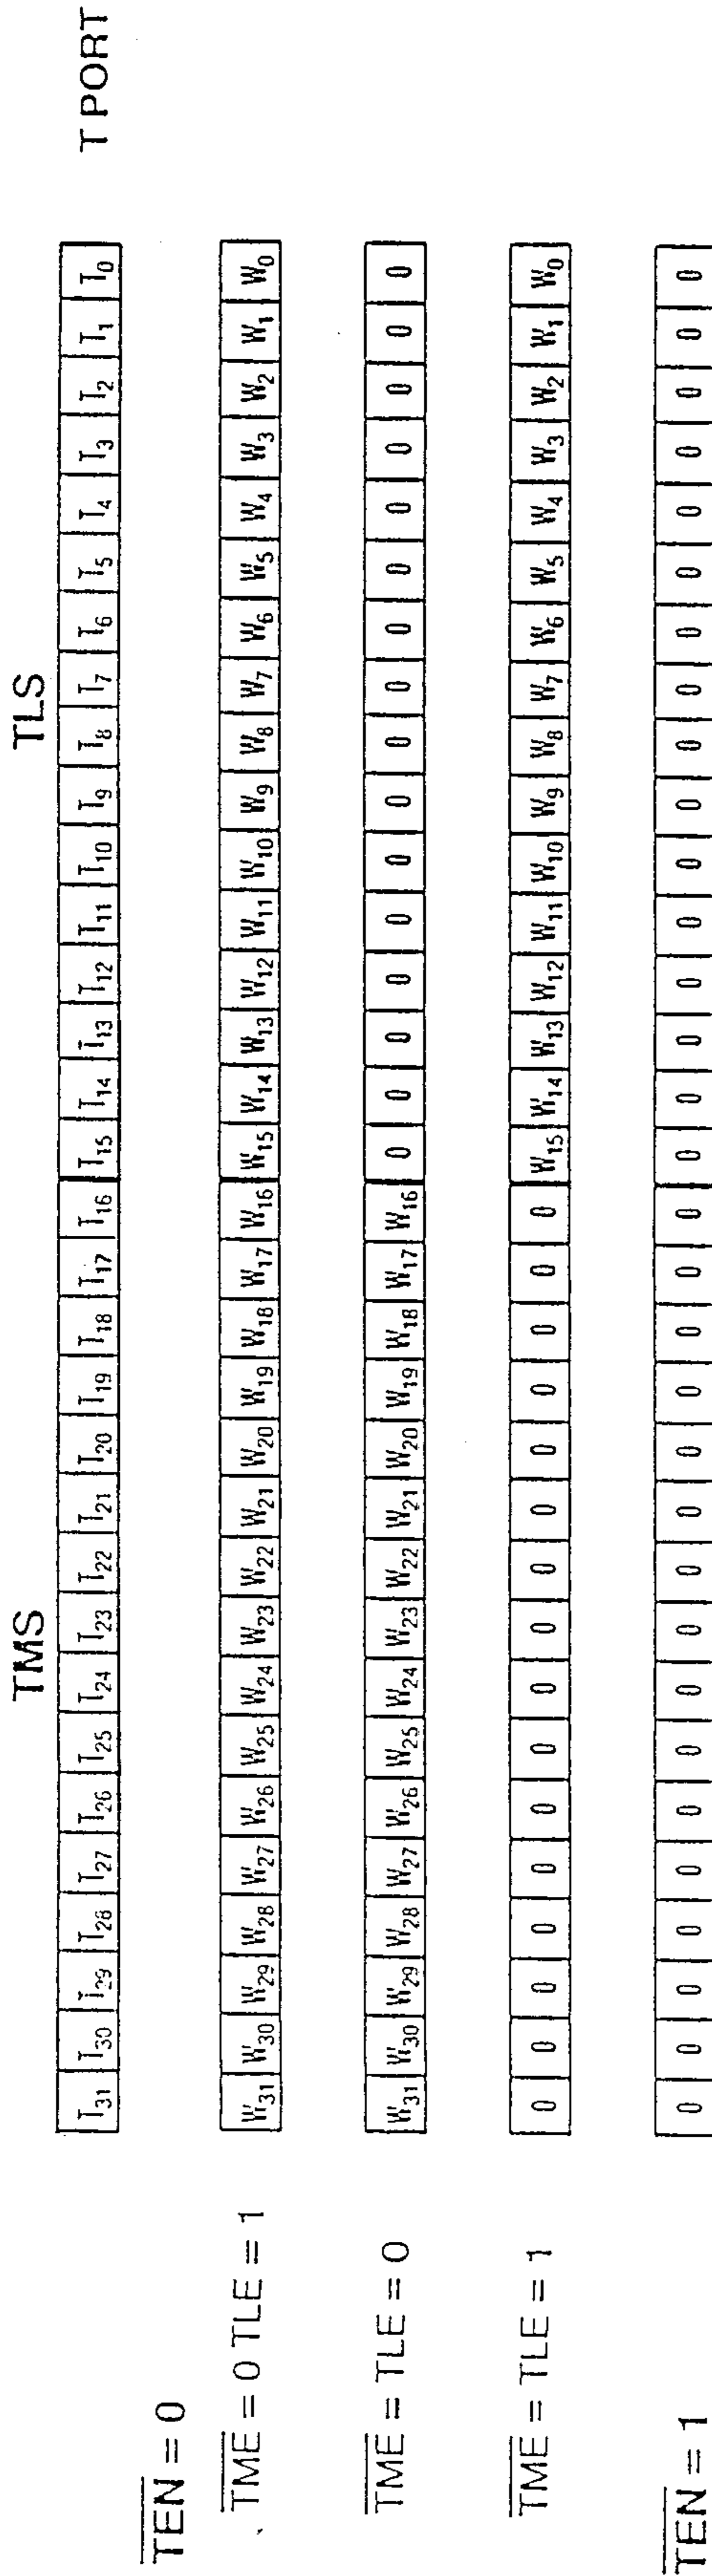 TMS TLS
T31 T30 T29 T28 T27 T26 T25 T24 T23 T22 T21 T20 T19 T18 T17 T16 T15 T14 T13 T12 T11 T10 T9 T8 T7 T6 T5 T4 T3 T2 T1 T0 T PORT
T̅E̅N̅ = 0
T̅M̅E̅ = 0 TLE = 1 W31 W30 W29 W28 W27 W26 W25 W24 W23 W22 W21 W20 W19 W18 W17 W16 W15 W14 W13 W12 W11 W10 W9 W8 W7 W6 W5 W4 W3 W2 W1 W0
T̅M̅E̅ = TLE = 0 W31 W30 W29 W28 W27 W26 W25 W24 W23 W22 W21 W20 W19 W18 W17 W16 0 0 0 0 0 0 0 0 0 0 0 0 0 0 0 0
T̅M̅E̅ = TLE = 1 0 0 0 0 0 0 0 0 0 0 0 0 0 0 0 0 W15 W14 W13 W12 W11 W10 W9 W8 W7 W6 W5 W4 W3 W2 W1 W0
T̅E̅N̅ = 1 0 0 0 0 0 0 0 0 0 0 0 0 0 0 0 0 0 0 0 0 0 0 0 0 0 0 0 0 0 0 0 0